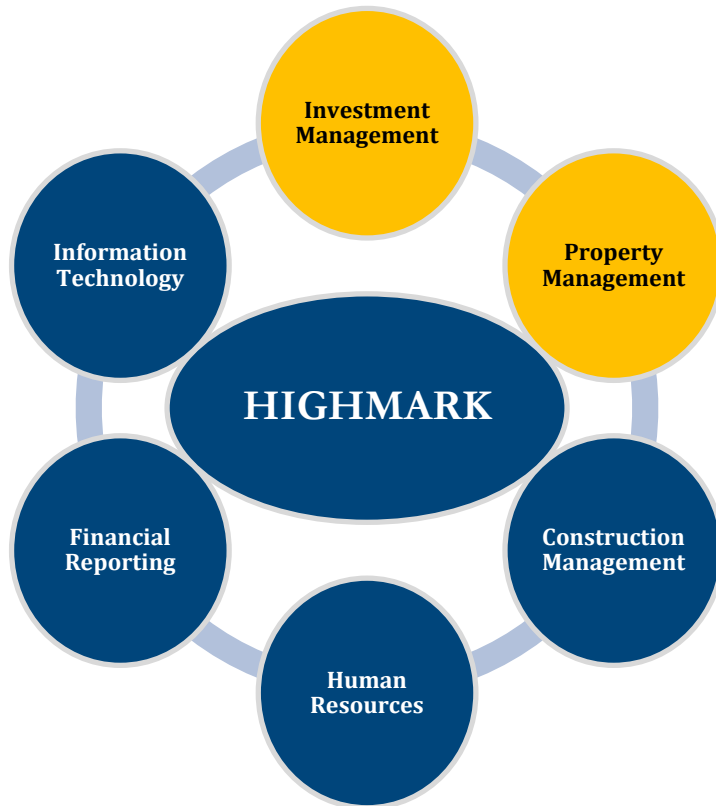 Investment
Management
Property
Management
Information
Technology
HIGHMARK
Construction
Management
Financial
Reporting
Human
Resources